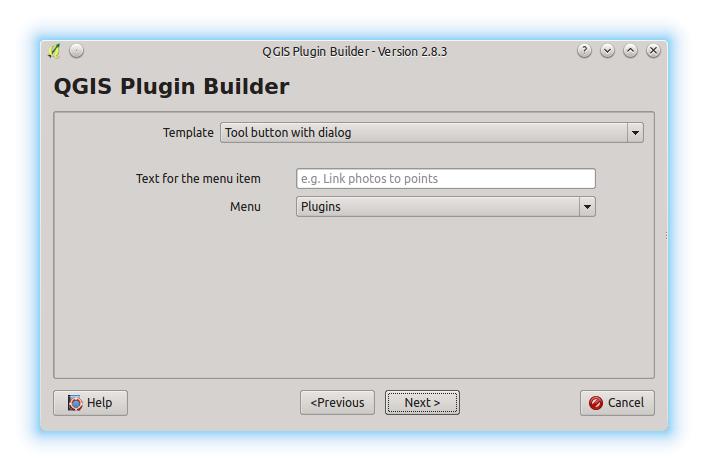 QGIS Plugin Builder - Version 2.8.3
QGIS Plugin Builder
Template Tool button with dialog
Text for the menu item e.g. Link photos to points
Menu Plugins
Help <Previous Next > Cancel